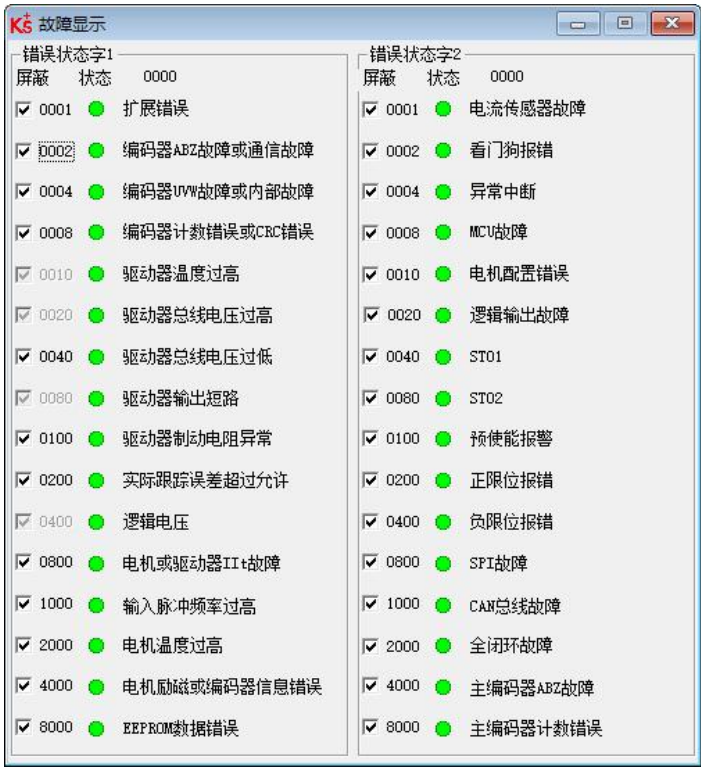 Ks 故障显示
错误状态字1
屏蔽 状态 0000
0001 扩展错误
0002 编码器ABZ故障或通信故障
0004 编码器UVW故障或内部故障
0008 编码器计数错误或CRC错误
0010 驱动器温度过高
0020 驱动器总线电压过高
0040 驱动器总线电压过低
0080 驱动器输出短路
0100 驱动器制动电阻异常
0200 实际跟踪误差超过允许
0400 逻辑电压
0800 电机或驱动器IIt故障
1000 输入脉冲频率过高
2000 电机温度过高
4000 电机励磁或编码器信息错误
8000 EEPROM数据错误
错误状态字2
屏蔽 状态 0000
0001 电流传感器故障
0002 看门狗报错
0004 异常中断
0008 MCU故障
0010 电机配置错误
0020 逻辑输出故障
0040 STO1
0080 STO2
0100 预使能报警
0200 正限位报错
0400 负限位报错
0800 SPI故障
1000 CAN总线故障
2000 全闭环故障
4000 主编码器ABZ故障
8000 主编码器计数错误